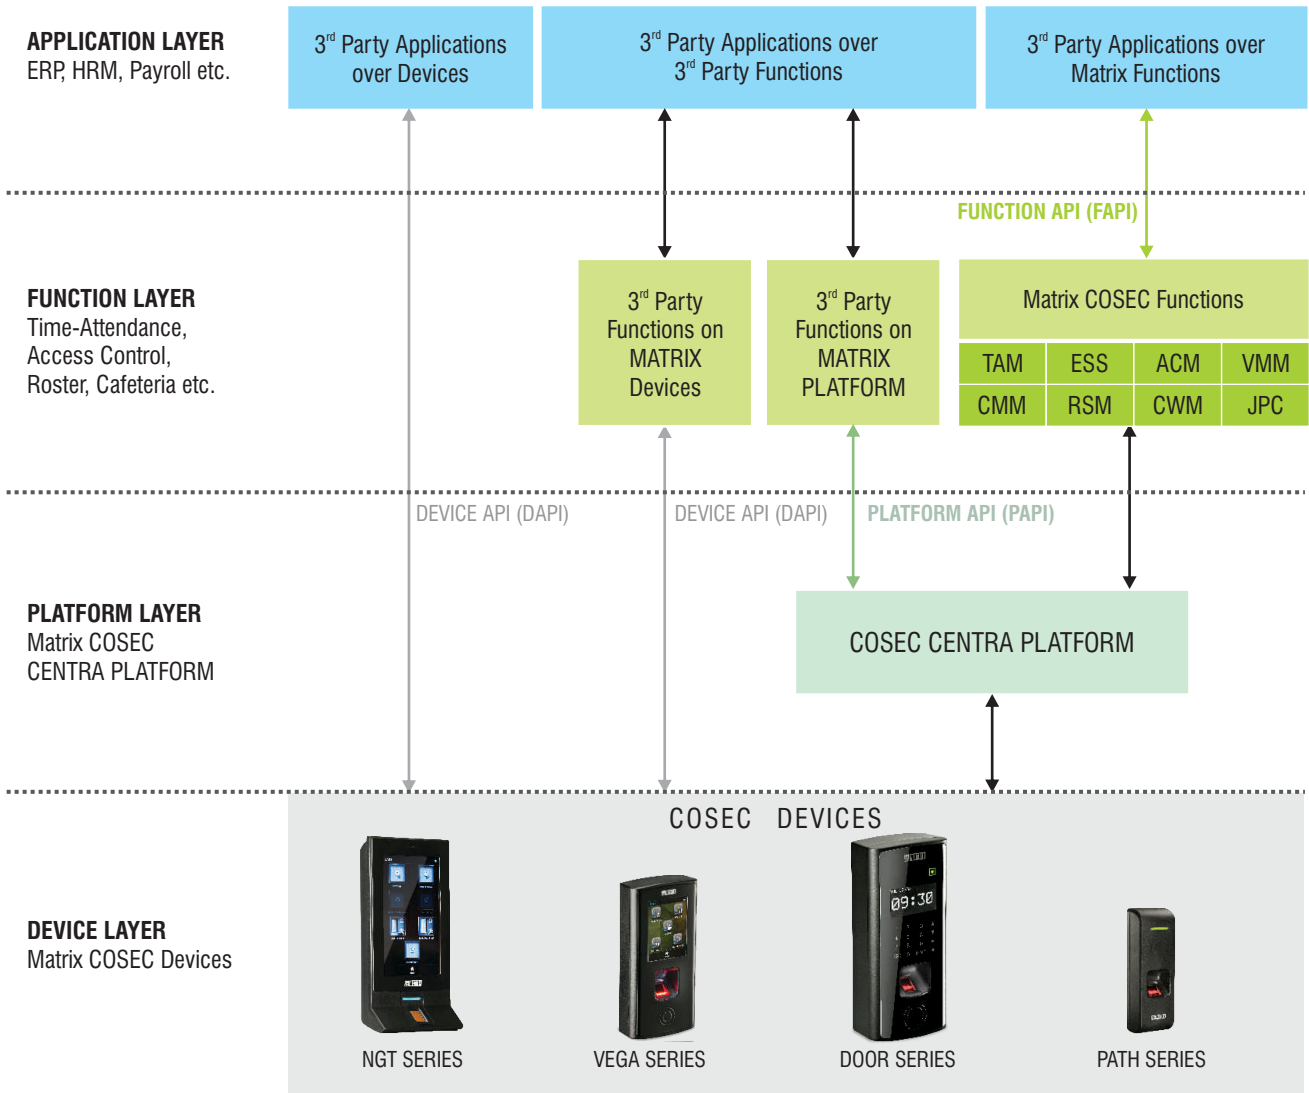 APPLICATION LAYER
ERP, HRM, Payroll etc.
3rd Party Applications
over Devices
3rd Party Applications over
3rd Party Functions
3rd Party Applications over
Matrix Functions
FUNCTION API (FAPI)
FUNCTION LAYER
Time-Attendance,
Access Control,
Roster, Cafeteria etc.
3rd Party
Functions on
MATRIX
Devices
3rd Party
Functions on
MATRIX
PLATFORM
Matrix COSEC Functions
TAM ESS ACM VMM
CMM RSM CWM JPC
DEVICE API (DAPI)
DEVICE API (DAPI)
PLATFORM API (PAPI)
PLATFORM LAYER
Matrix COSEC
CENTRA PLATFORM
COSEC CENTRA PLATFORM
COSEC DEVICES
DEVICE LAYER
Matrix COSEC Devices
09:30
NGT SERIES
VEGA SERIES
DOOR SERIES
PATH SERIES